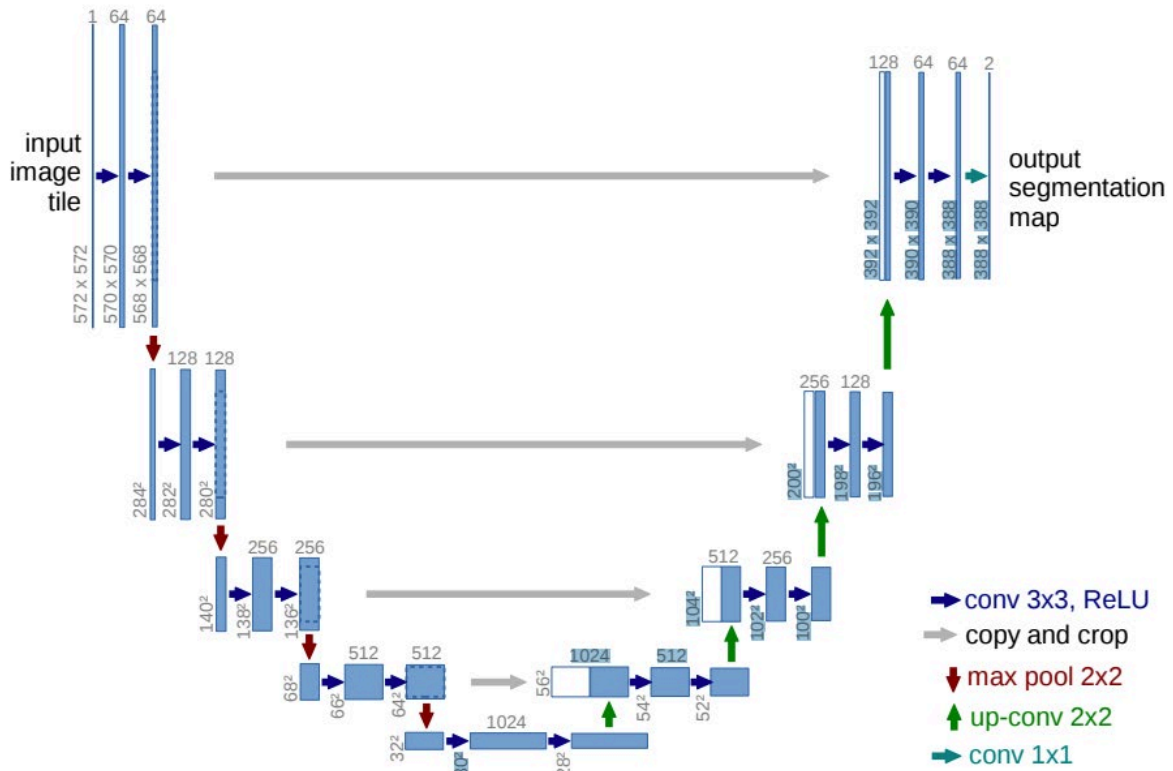 1 64 64
128 64 64 2
input
image
tile
output
segmentation
map
572 x 572
570 x 570
568 x 568
392 x 392
390 x 390
388 x 388
388 x 388
128 128
256 128
284²
282²
280²
200²
198²
196²
256 256
512 256
140²
138²
136²
104²
102²
100²
512 512
1024 512
68²
66²
64²
56²
54²
52²
1024
32²
conv 3x3, ReLU
copy and crop
max pool 2x2
up-conv 2x2
conv 1x1